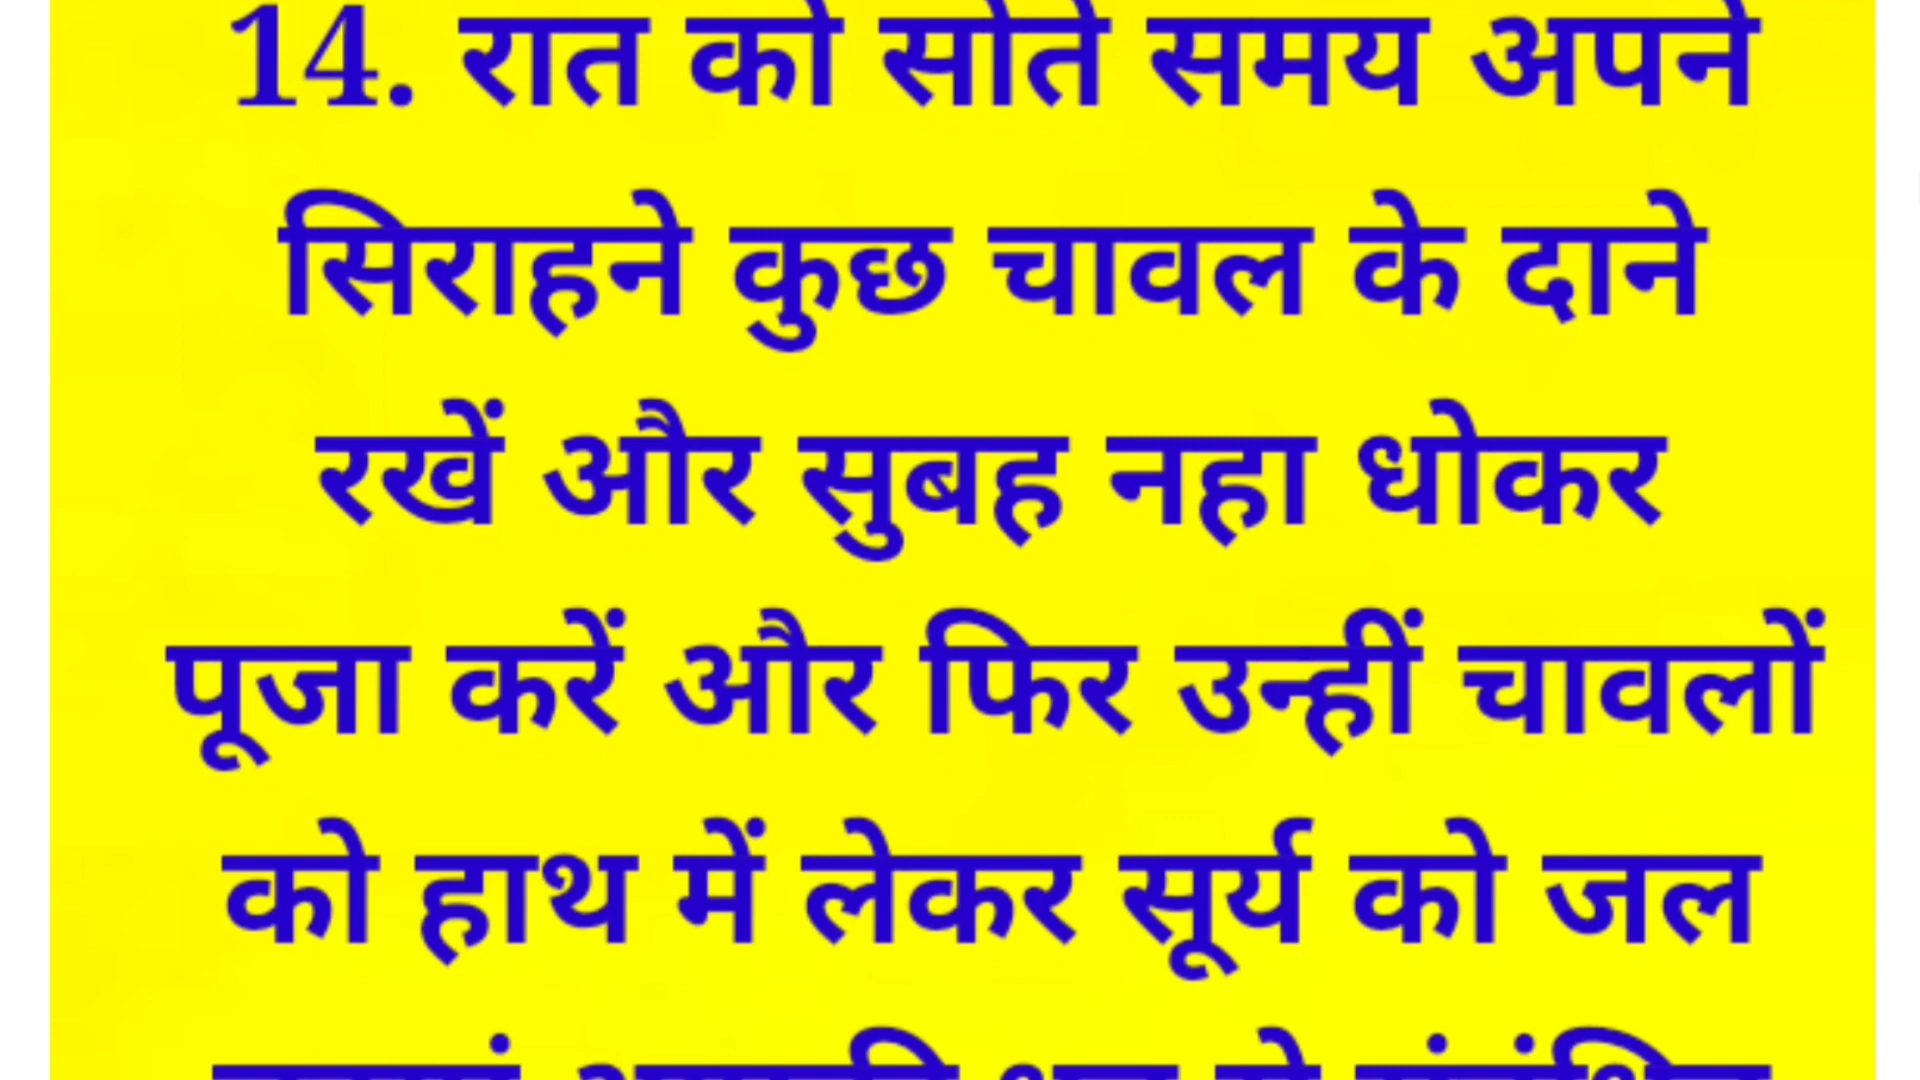 14. रात को सोते समय अपने
सिराहने कुछ चावल के दाने
रखें और सुबह नहा धोकर
पूजा करें और फिर उन्हीं चावलों
को हाथ में लेकर सूर्य को जल